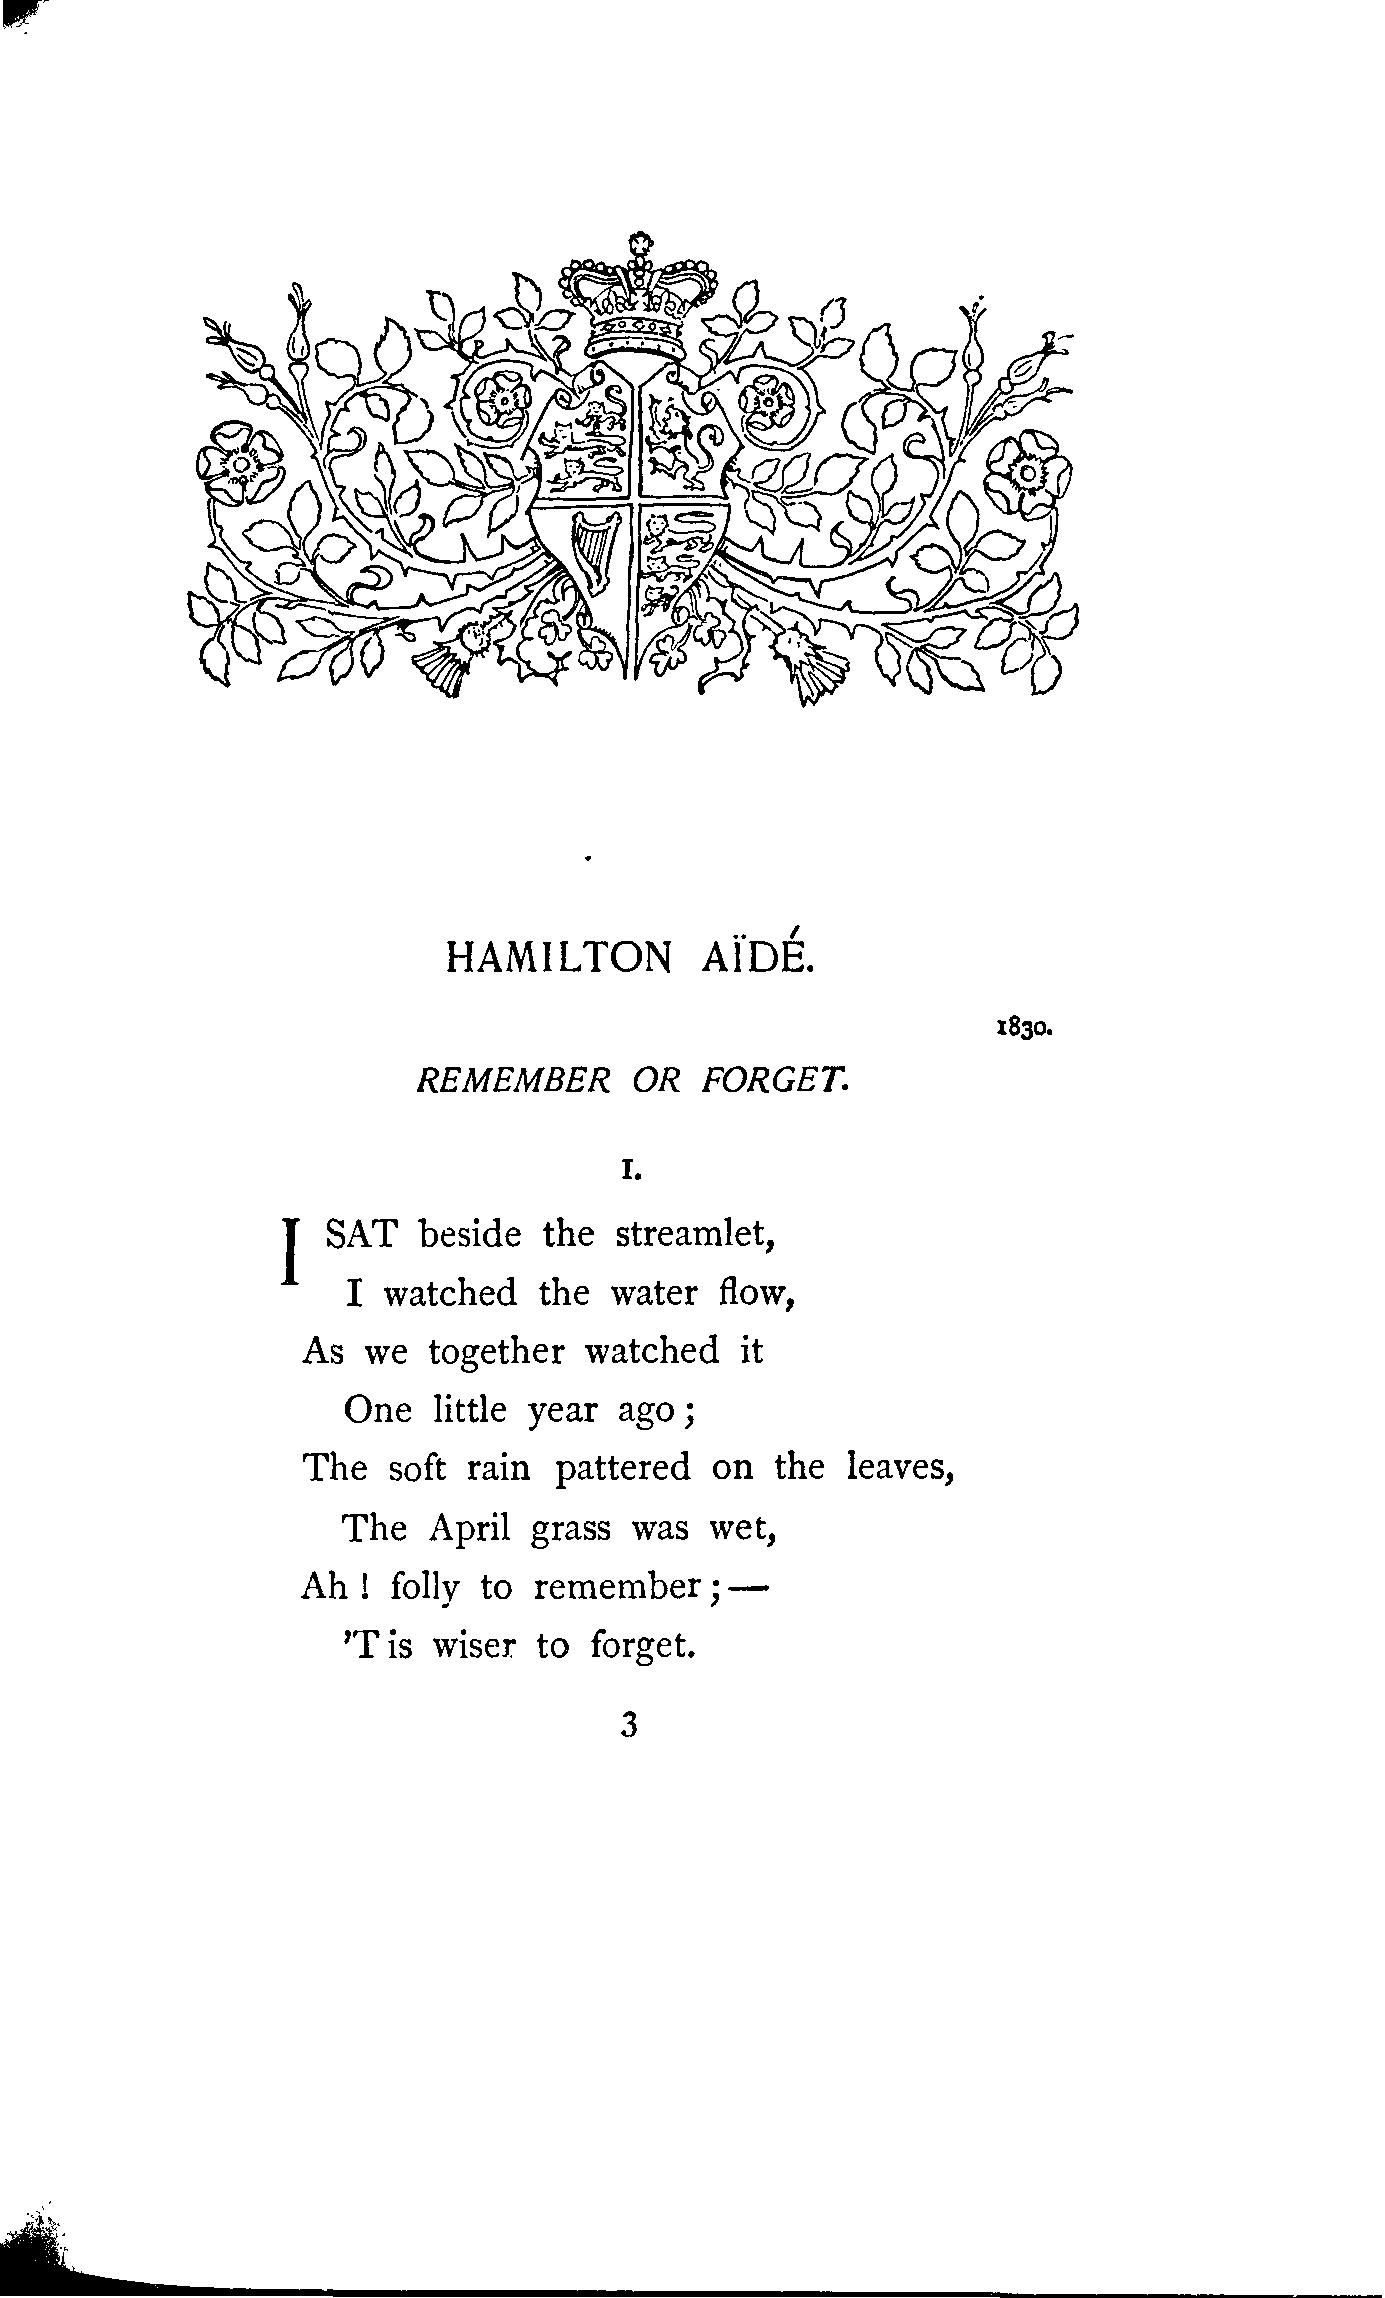 HAMILTON AÏDÉ.
1830.
REMEMBER OR FORGET.
I.
I SAT beside the streamlet,
I watched the water flow,
As we together watched it
One little year ago ;
The soft rain pattered on the leaves,
The April grass was wet,
Ah ! folly to remember ;—
'Tis wiser to forget.
3